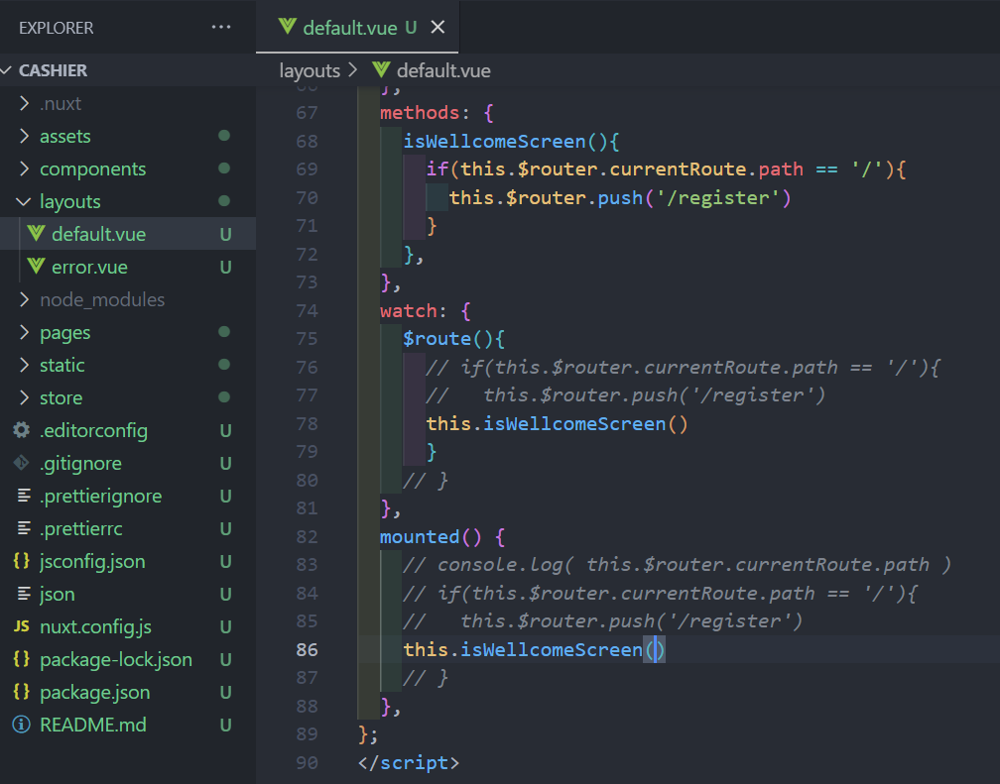 EXPLORER ...
CASHIER
.nuxt
assets
components
layouts
default.vue U
error.vue U
node_modules
pages
static
store
.editorconfig U
.gitignore U
.prettierignore U
.prettierrc U
jsconfig.json U
json U
JS nuxt.config.js U
package-lock.json U
package.json U
README.md U
default.vue U
layouts > default.vue
66 },
67 methods: {
68 isWellcomeScreen(){
69 if(this.$router.currentRoute.path == '/'){
70 this.$router.push('/register')
71 }
72 },
73 },
74 watch: {
75 $route(){
76 // if(this.$router.currentRoute.path == '/'){
77 //   this.$router.push('/register')
78 this.isWellcomeScreen()
79 }
80 // }
81 },
82 mounted() {
83 // console.log( this.$router.currentRoute.path )
84 // if(this.$router.currentRoute.path == '/'){
85 //   this.$router.push('/register')
86 this.isWellcomeScreen()
87 // }
88 },
89 };
90 </script>